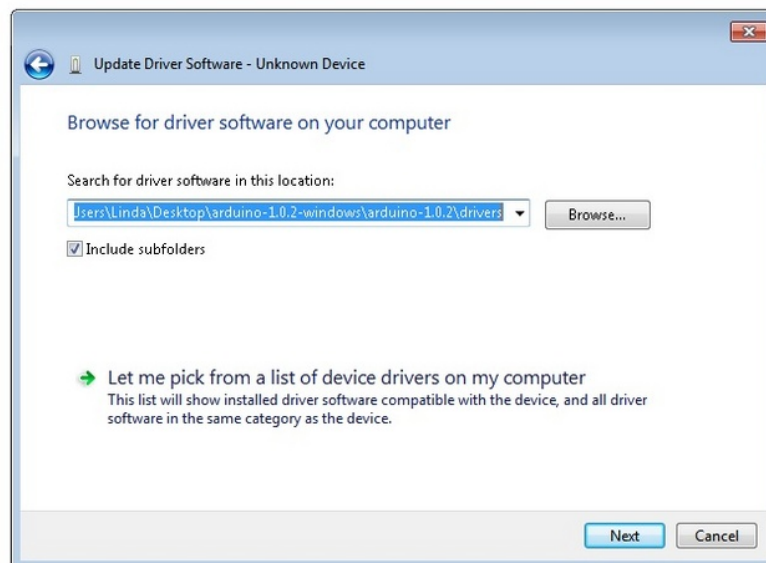 Update Driver Software - Unknown Device
Browse for driver software on your computer
Search for driver software in this location:
Users\Linda\Desktop\arduino-1.0.2-windows\arduino-1.0.2\drivers
Browse...
Include subfolders
Let me pick from a list of device drivers on my computer
This list will show installed driver software compatible with the device, and all driver
software in the same category as the device.
Next
Cancel